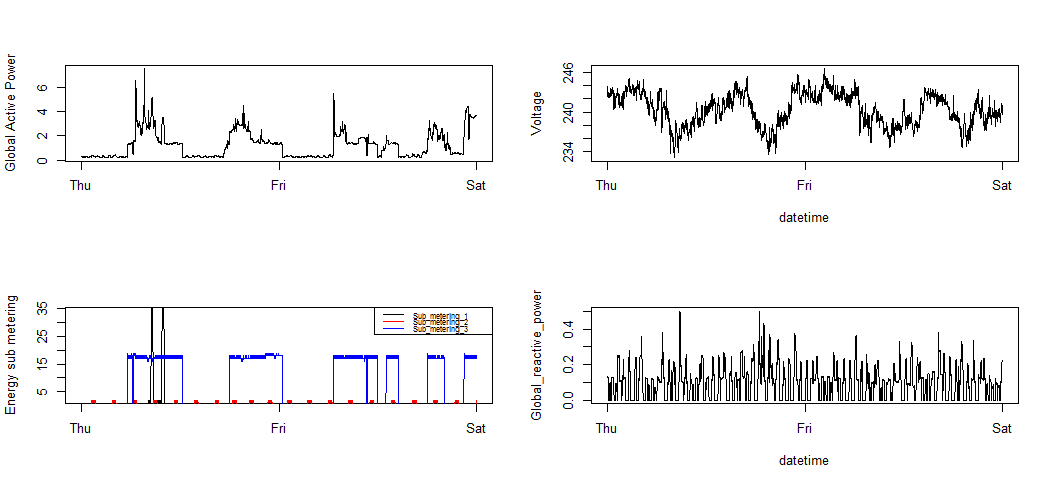 Global Active Power
6
4
2
0
Thu Fri Sat
Voltage
246
240
234
Thu Fri Sat
datetime
Energy sub metering
35
25
15
5
Sub_metering_1
Sub_metering_2
Sub_metering_3
Thu Fri Sat
Global_reactive_power
0.4
0.2
0.0
Thu Fri Sat
datetime